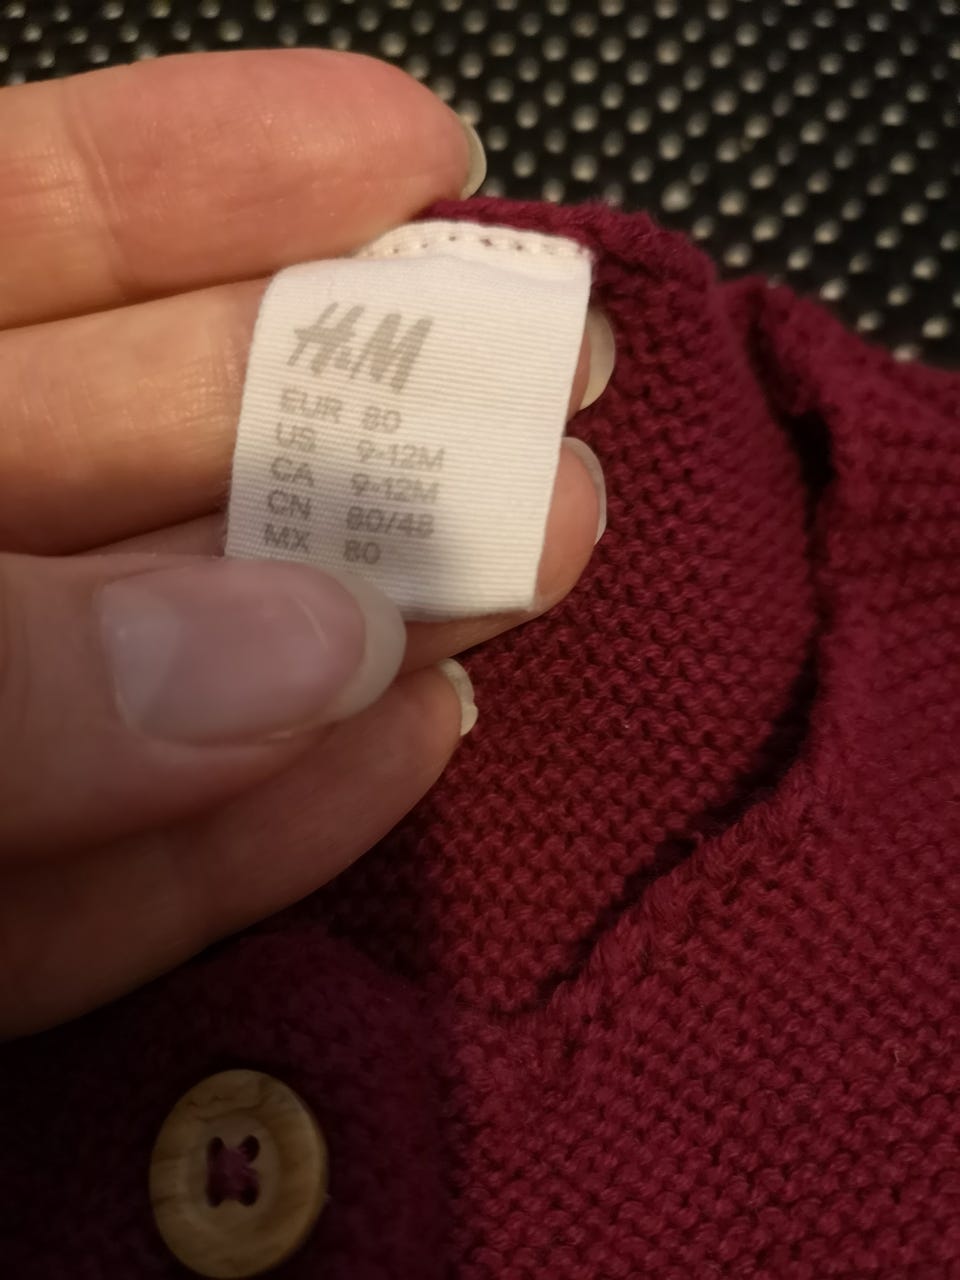 H&M
EUR 80
US 9-12M
CA 9-12M
CN 80/48
MX 80